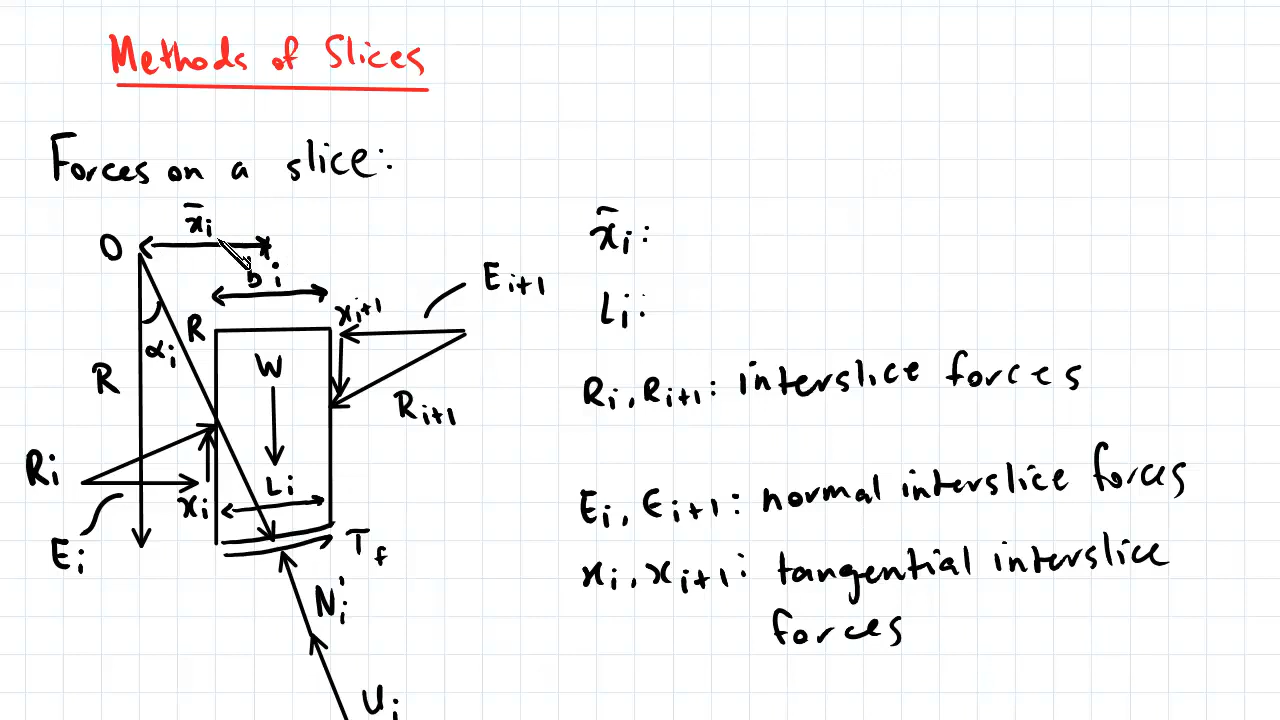 Methods of Slices
Forces on a slice:
x̄i
O
bi
Ei+1
xi+1
R
αi
W
R
Ri+1
Ri
Li
xi
Ei
Tf
N'i
Ui
x̄i:
Li:
Ri, Ri+1: interslice forces
Ei, Ei+1: normal interslice forces
xi, xi+1: tangential interslice
forces